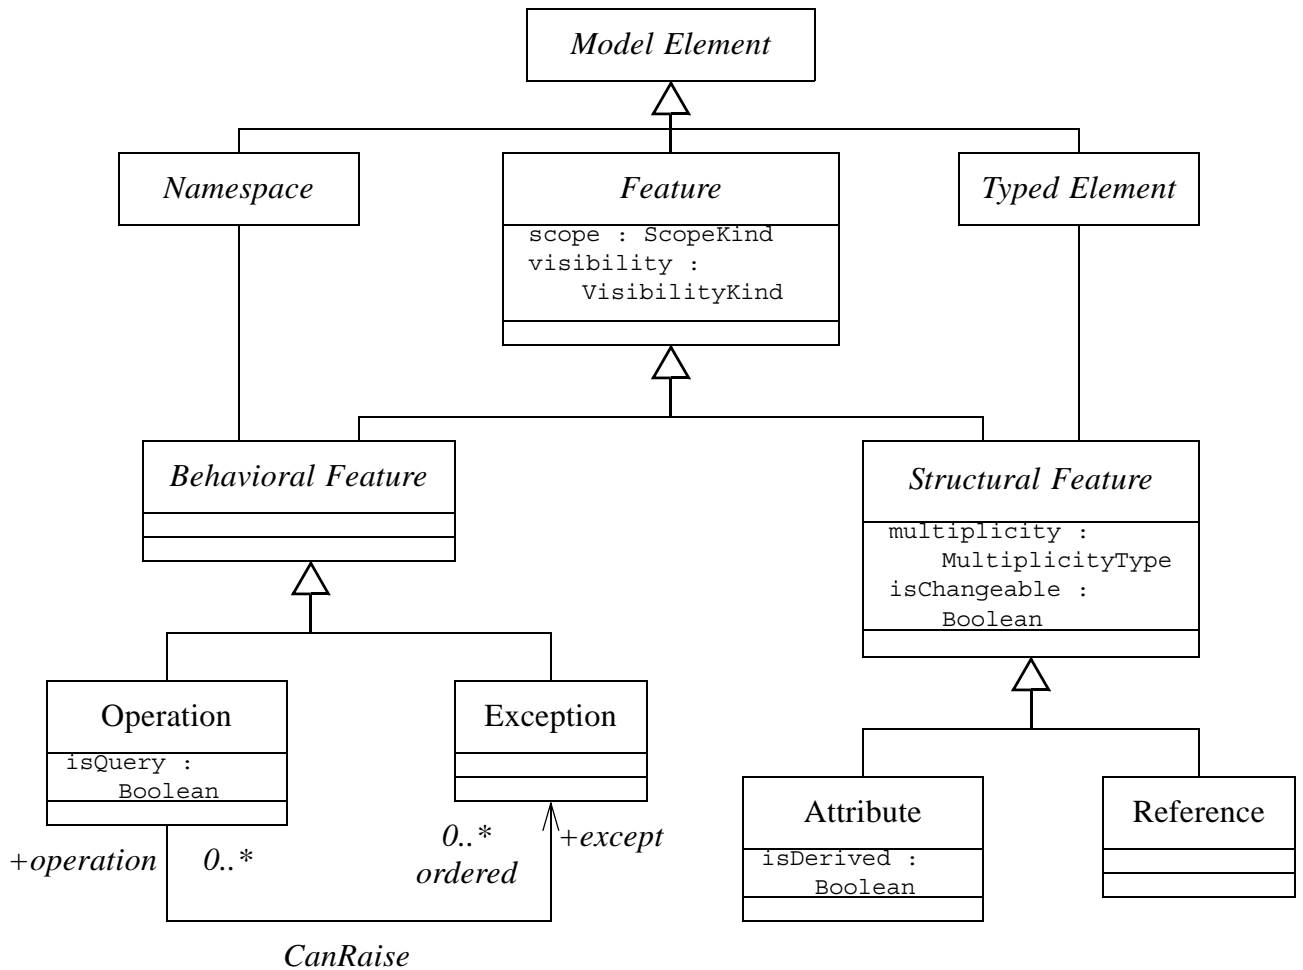 Model Element
Namespace
Feature
Typed Element
scope : ScopeKind
visibility :
VisibilityKind
Behavioral Feature
Structural Feature
multiplicity :
MultiplicityType
isChangeable :
Boolean
Operation
Exception
isQuery :
Boolean
Attribute
Reference
isDerived :
Boolean
+operation
0..*
0..*
ordered
+except
CanRaise